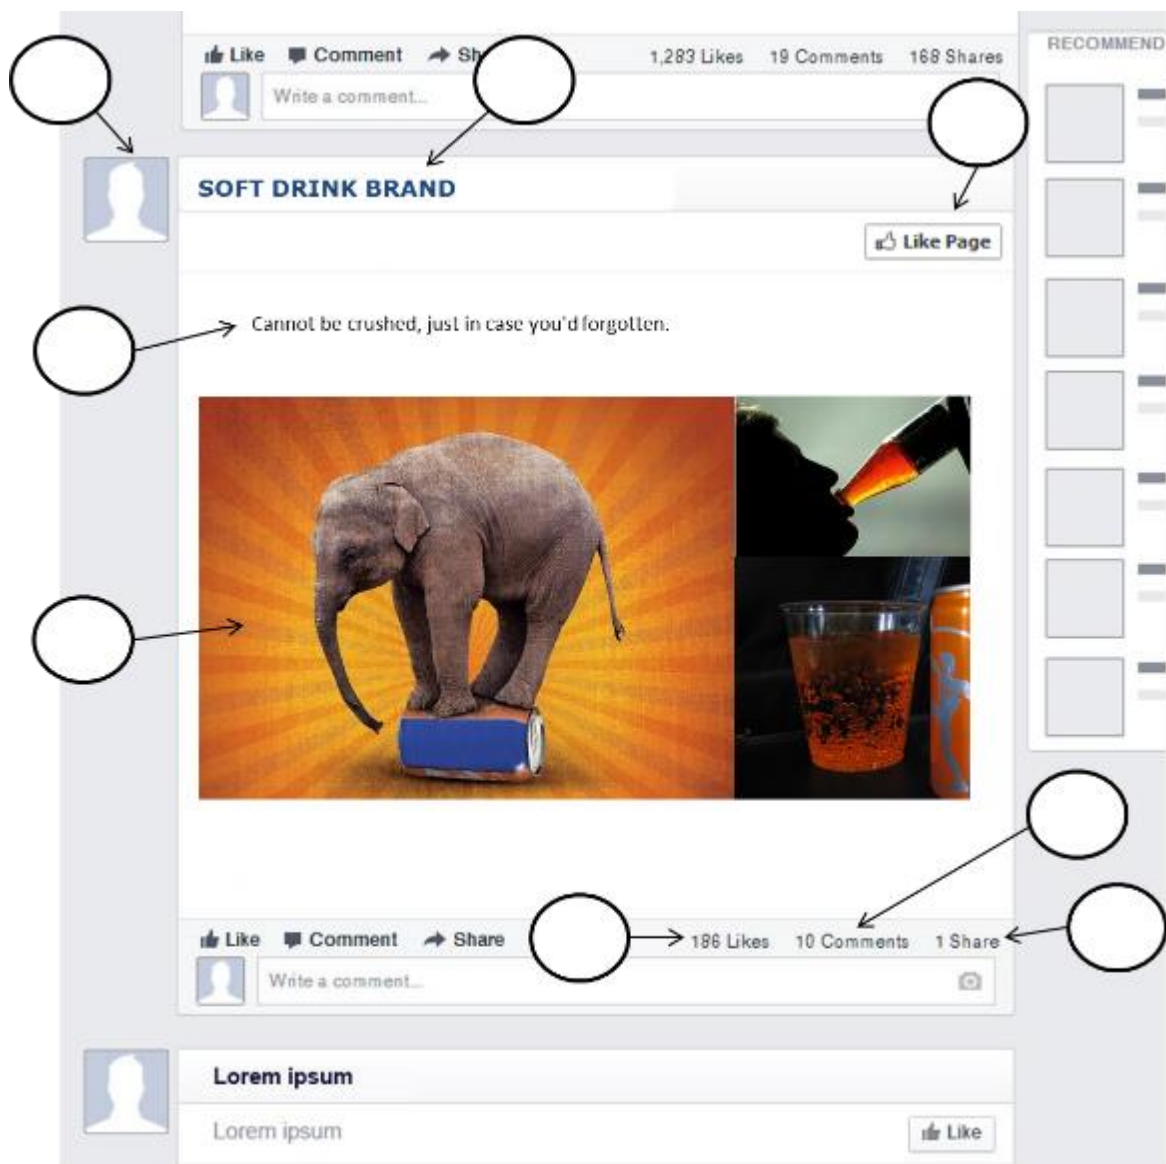 Like Comment Sh 1,283 Likes 19 Comments 168 Shares
RECOMMEND
Write a comment...
SOFT DRINK BRAND
Like Page
Cannot be crushed, just in case you'd forgotten.
Like Comment Share 186 Likes 10 Comments 1 Share
Write a comment...
Lorem ipsum
Lorem ipsum Like